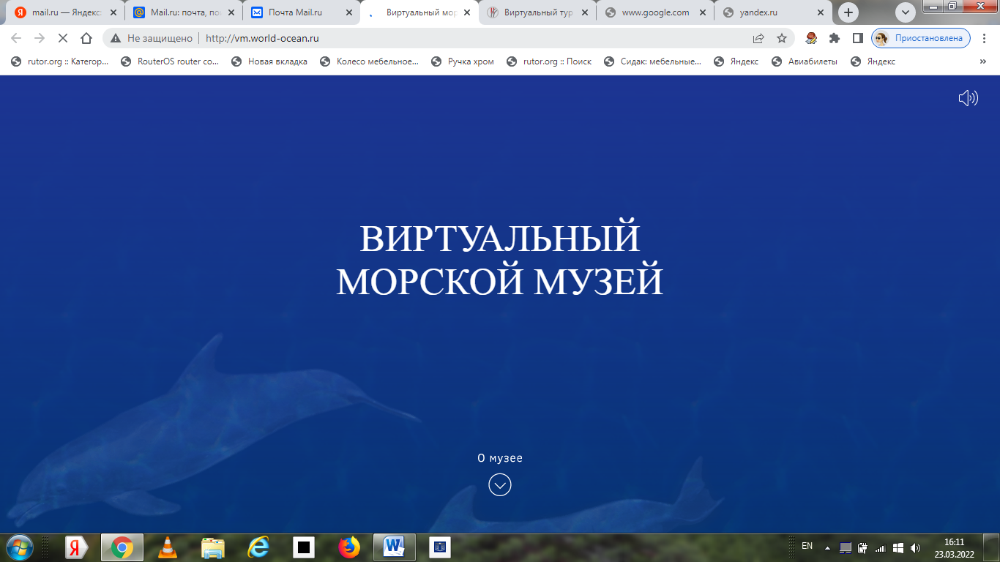 mail.ru — Яндекс:
Mail.ru: почта, по
Почта Mail.ru
Виртуальный мор
Виртуальный тур
www.google.com
yandex.ru
Не защищено
http://vm.world-ocean.ru
Приостановлена
rutor.org :: Категор...
RouterOS router co...
Новая вкладка
Колесо мебельное...
Ручка хром
rutor.org :: Поиск
Сидак: мебельные...
Яндекс
Авиабилеты
Яндекс
ВИРТУАЛЬНЫЙ
МОРСКОЙ МУЗЕЙ
О музее
EN
16:11
23.03.2022